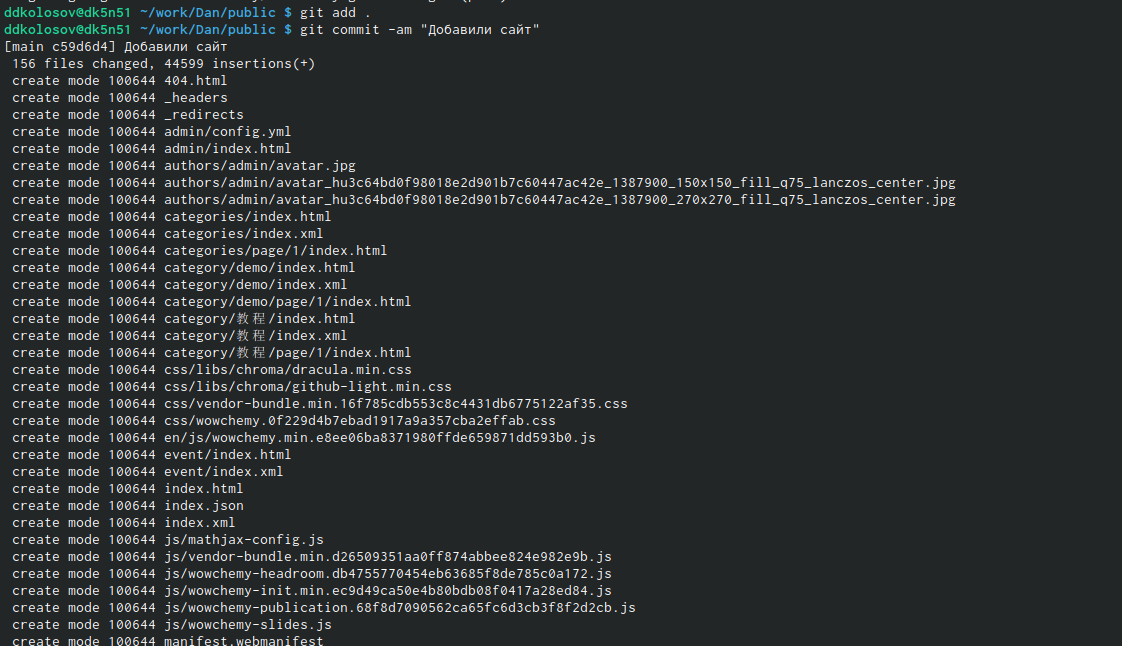 ddkolosov@dk5n51 ~/work/Dan/public $ git add .
ddkolosov@dk5n51 ~/work/Dan/public $ git commit -am "Добавили сайт"
[main c59d6d4] Добавили сайт
156 files changed, 44599 insertions(+)
create mode 100644 404.html
create mode 100644 _headers
create mode 100644 _redirects
create mode 100644 admin/config.yml
create mode 100644 admin/index.html
create mode 100644 authors/admin/avatar.jpg
create mode 100644 authors/admin/avatar_hu3c64bd0f98018e2d901b7c60447ac42e_1387900_150x150_fill_q75_lanczos_center.jpg
create mode 100644 authors/admin/avatar_hu3c64bd0f98018e2d901b7c60447ac42e_1387900_270x270_fill_q75_lanczos_center.jpg
create mode 100644 categories/index.html
create mode 100644 categories/index.xml
create mode 100644 categories/page/1/index.html
create mode 100644 category/demo/index.html
create mode 100644 category/demo/index.xml
create mode 100644 category/demo/page/1/index.html
create mode 100644 category/教程/index.html
create mode 100644 category/教程/index.xml
create mode 100644 category/教程/page/1/index.html
create mode 100644 css/libs/chroma/dracula.min.css
create mode 100644 css/libs/chroma/github-light.min.css
create mode 100644 css/vendor-bundle.min.16f785cdb553c8c4431db6775122af35.css
create mode 100644 css/wowchemy.0f229d4b7ebad1917a9a357cba2effab.css
create mode 100644 en/js/wowchemy.min.e8ee06ba8371980ffde659871dd593b0.js
create mode 100644 event/index.html
create mode 100644 event/index.xml
create mode 100644 index.html
create mode 100644 index.json
create mode 100644 index.xml
create mode 100644 js/mathjax-config.js
create mode 100644 js/vendor-bundle.min.d26509351aa0ff874abbee824e982e9b.js
create mode 100644 js/wowchemy-headroom.db4755770454eb63685f8de785c0a172.js
create mode 100644 js/wowchemy-init.min.ec9d49ca50e4b80bdb08f0417a28ed84.js
create mode 100644 js/wowchemy-publication.68f8d7090562ca65fc6d3cb3f8f2d2cb.js
create mode 100644 js/wowchemy-slides.js
create mode 100644 manifest.webmanifest